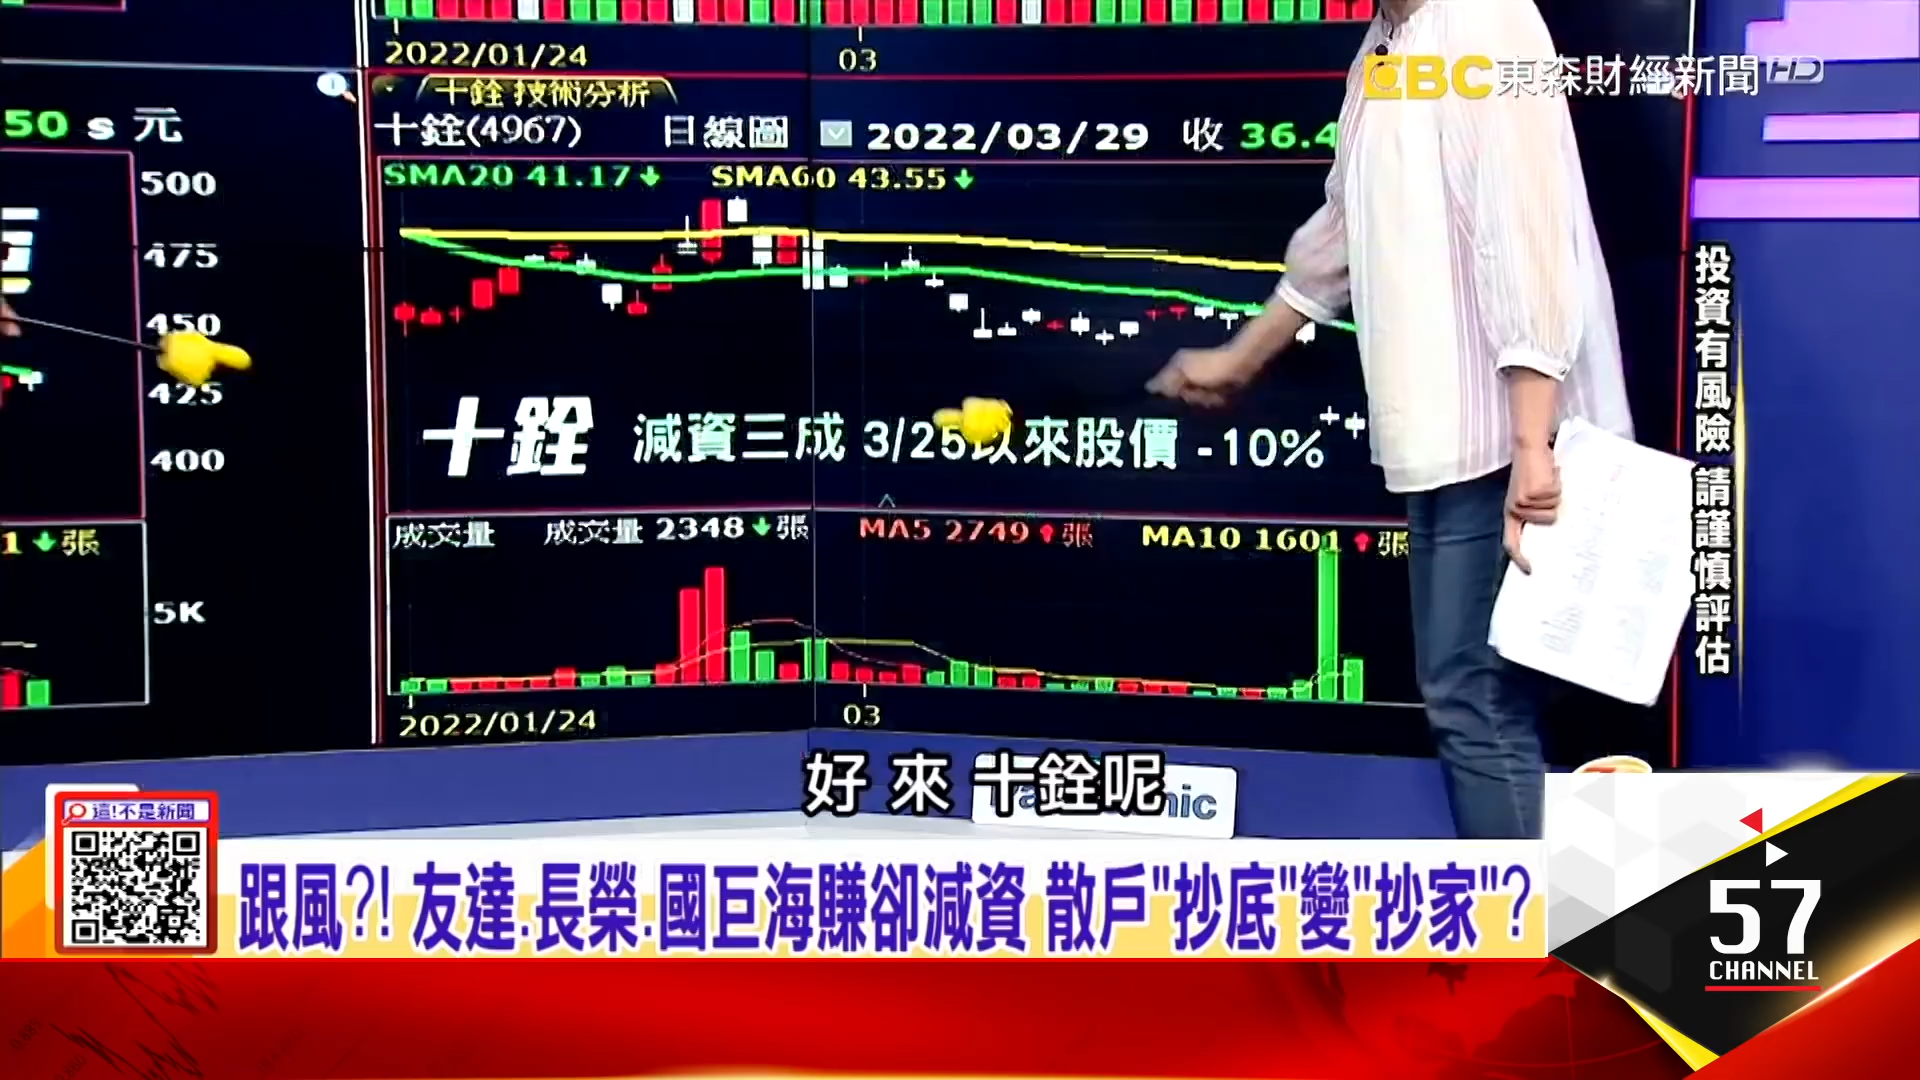 2022/01/24
03
EBC東森財經新聞HD
十銓 技術分析
50 s 元
十銓(4967) 日線圖 2022/03/29 收 36.4
SMA20 41.17↓ SMA60 43.55↓
500
475
450
425
400
投資有風險 請謹慎評估
十銓 減資三成 3/25以來股價 -10%
1↓張
成交量 成交量 2348↓張 MA5 2749↑張 MA10 1601↑張
5K
2022/01/24
03
好 來 十銓呢
nic
這!不是新聞
跟風?! 友達.長榮.國巨海賺卻減資 散戶"抄底"變"抄家"?
57
CHANNEL